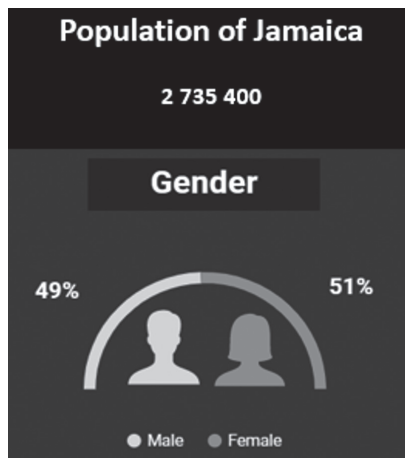 Population of Jamaica
2 735 400
Gender
49%
51%
Male
Female